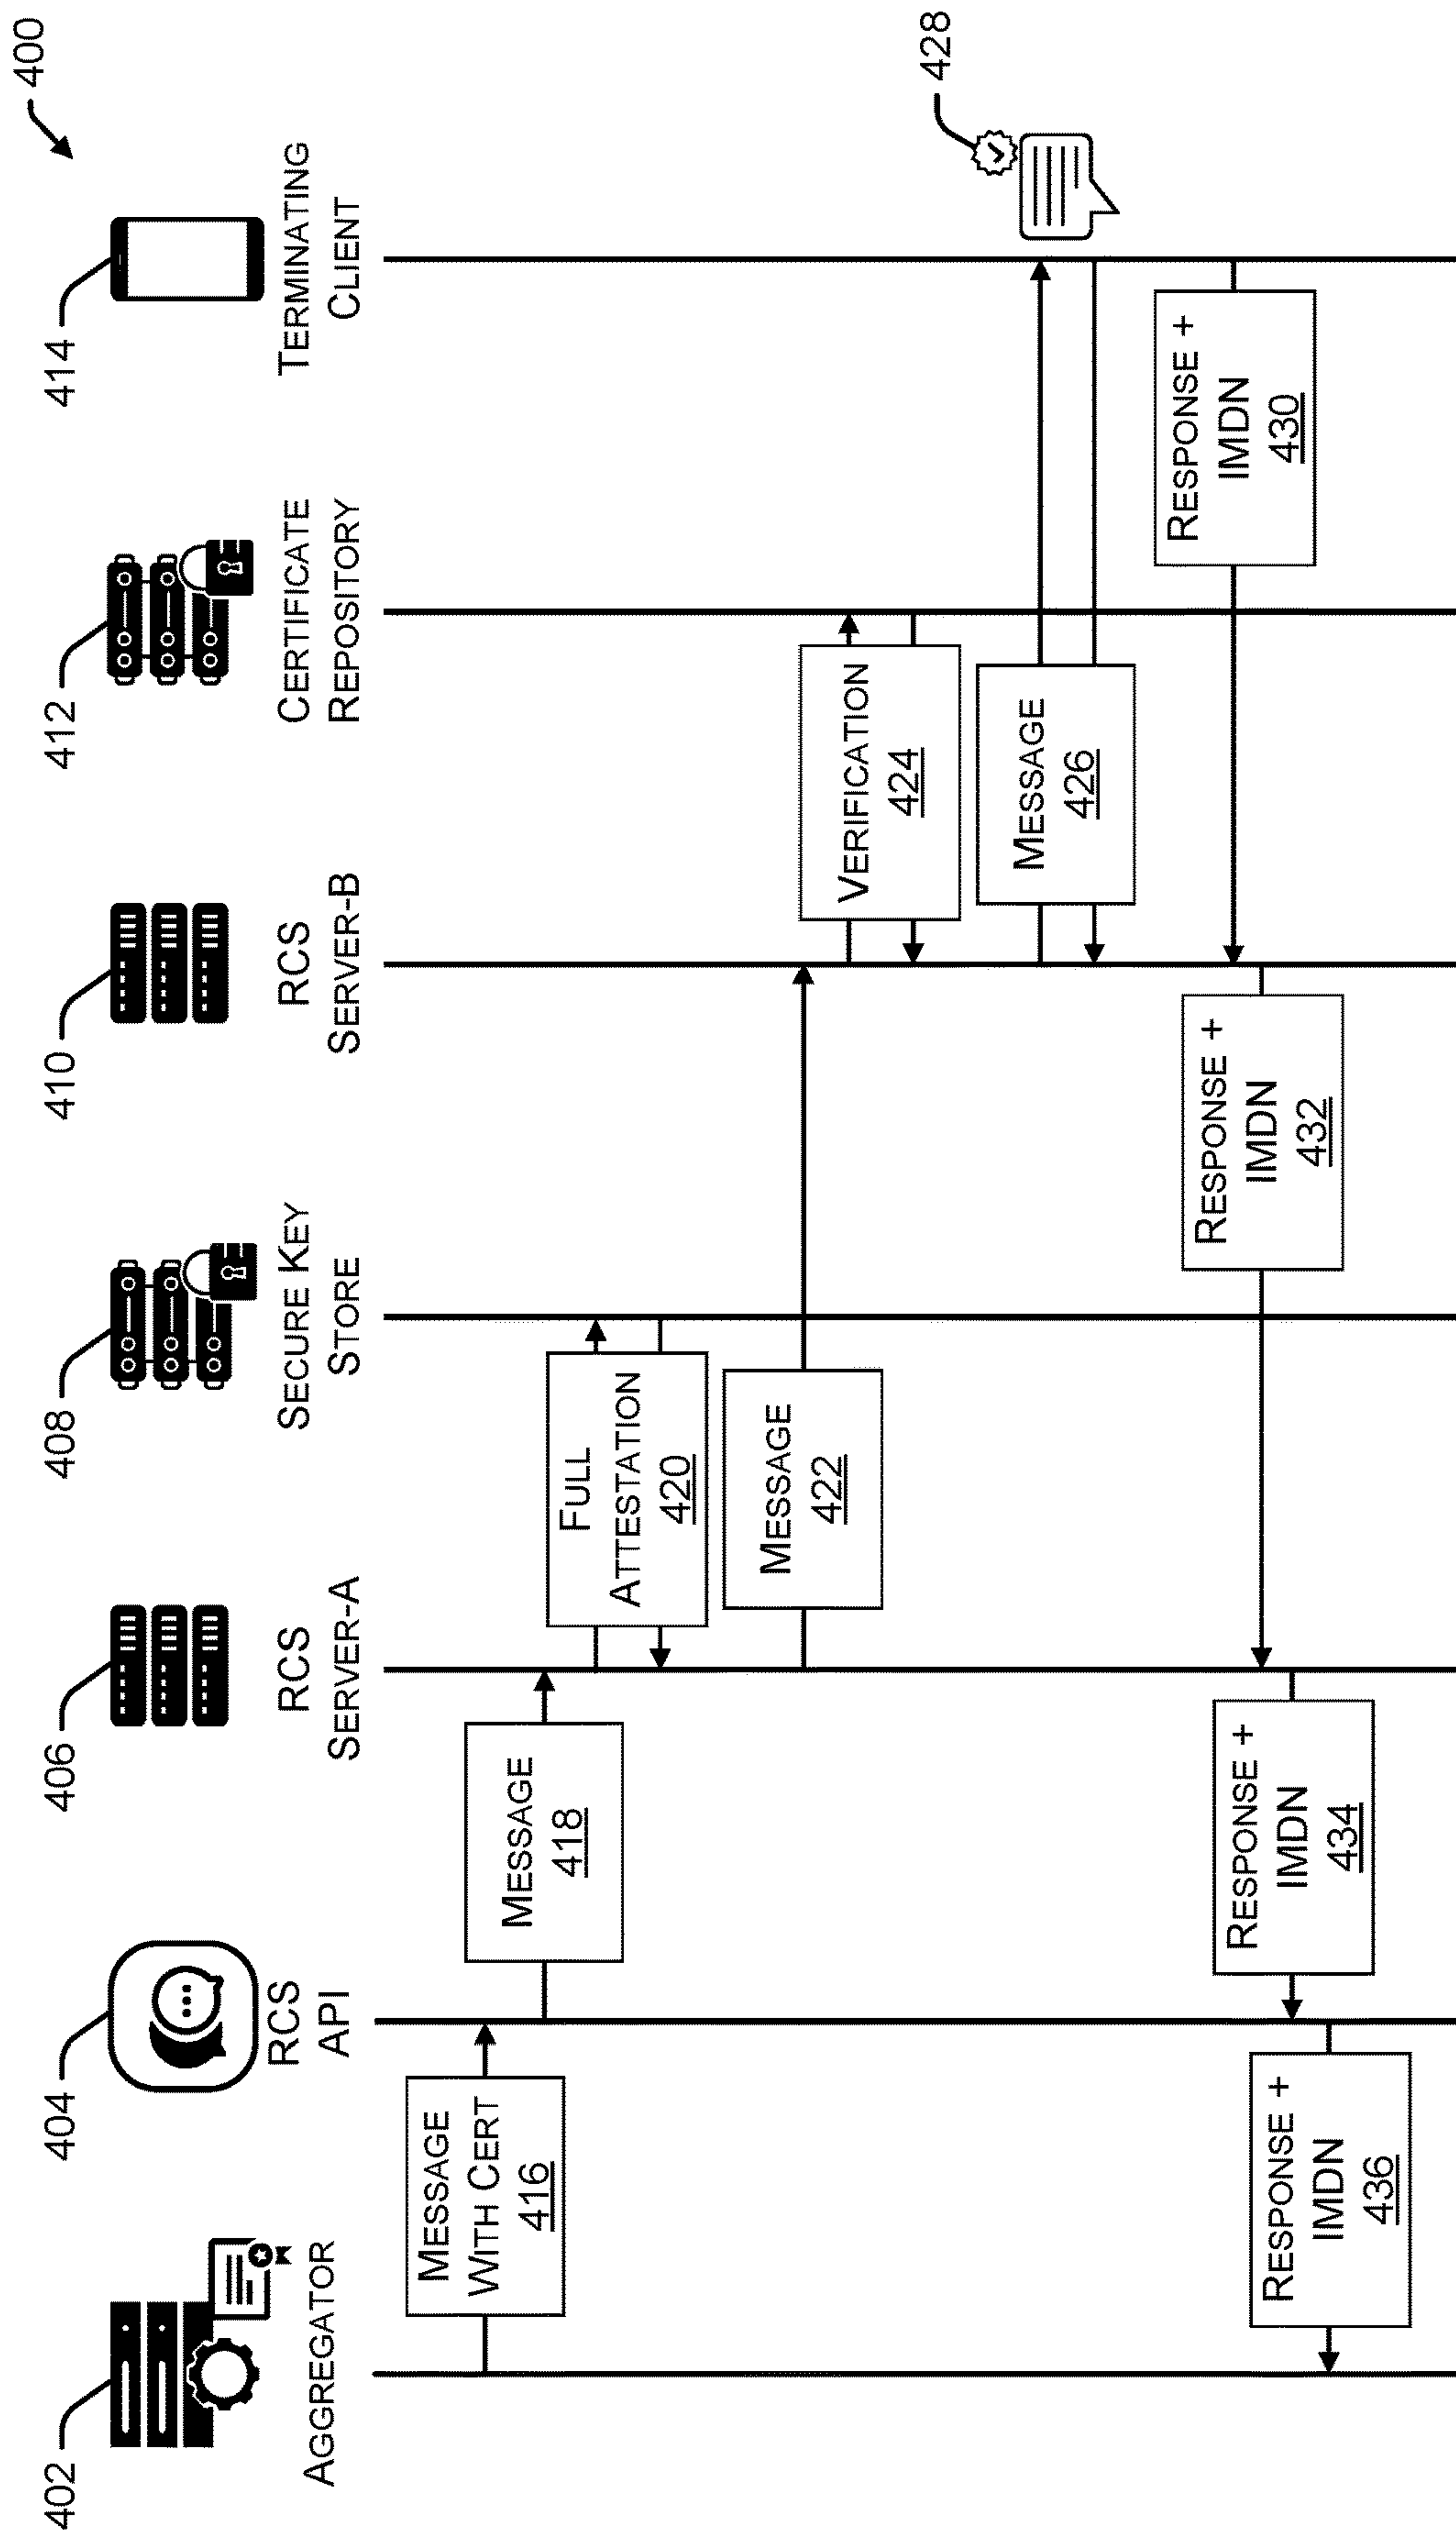 400
402
AGGREGATOR
404
RCS
API
406
RCS
SERVER-A
408
SECURE KEY
STORE
410
RCS
SERVER-B
412
CERTIFICATE
REPOSITORY
414
TERMINATING
CLIENT
MESSAGE
WITH CERT
416
MESSAGE
418
FULL
ATTESTATION
420
MESSAGE
422
VERIFICATION
424
MESSAGE
426
428
RESPONSE +
IMDN
430
RESPONSE +
IMDN
432
RESPONSE +
IMDN
434
RESPONSE +
IMDN
436